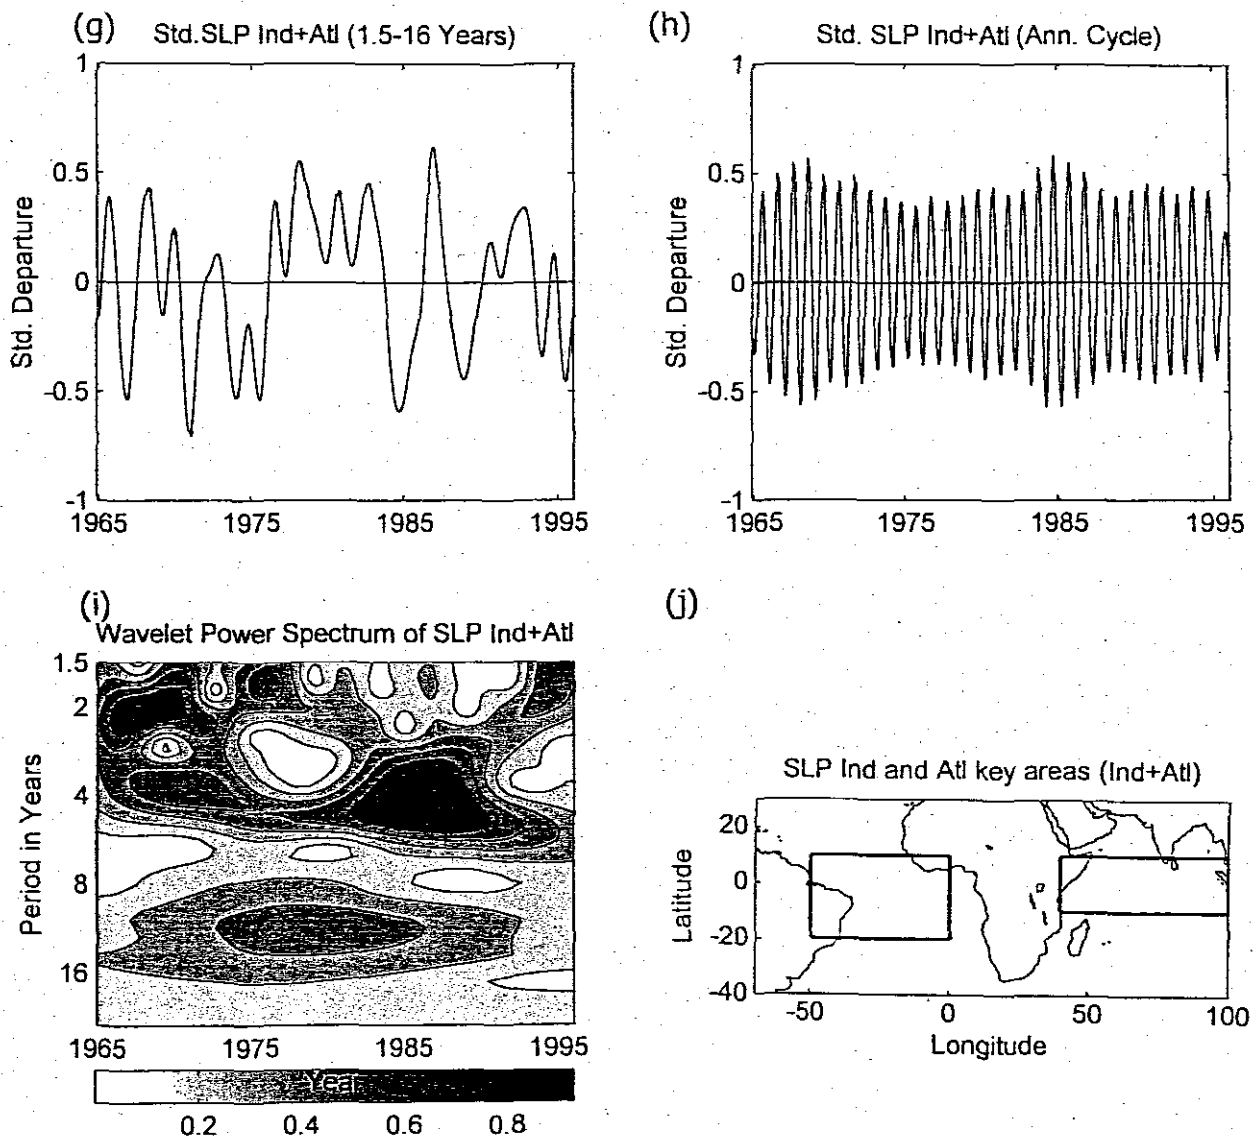 (g)
Std.SLP Ind+Atl (1.5-16 Years)
1
0.5
0
-0.5
-1
Std. Departure
1965 1975 1985 1995
(h)
Std. SLP Ind+Atl (Ann. Cycle)
1
0.5
0
-0.5
-1
Std. Departure
1965 1975 1985 1995
(i)
Wavelet Power Spectrum of SLP Ind+Atl
1.5
2
4
8
16
Period in Years
1965 1975 1985 1995
Year
0.2 0.4 0.6 0.8
(j)
SLP Ind and Atl key areas (Ind+Atl)
20
0
-20
-40
Latitude
-50 0 50 100
Longitude